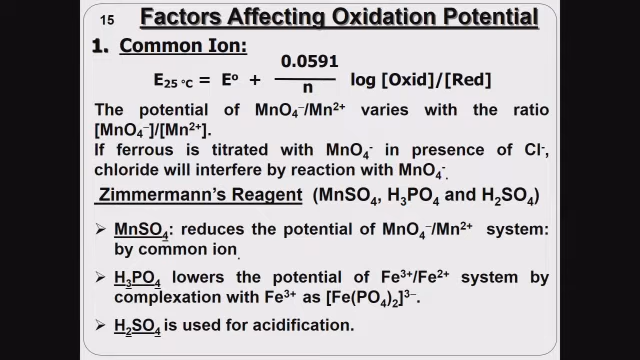 15
Factors Affecting Oxidation Potential
1. Common Ion:
E₂₅ °C = Eº + 0.0591/n log [Oxid]/[Red]
The potential of MnO₄⁻/Mn²⁺ varies with the ratio
[MnO₄⁻]/[Mn²⁺].
If ferrous is titrated with MnO₄⁻ in presence of Cl⁻,
chloride will interfere by reaction with MnO₄⁻.
Zimmermann's Reagent (MnSO₄, H₃PO₄ and H₂SO₄)
➢ MnSO₄: reduces the potential of MnO₄⁻/Mn²⁺ system:
by common ion.
➢ H₃PO₄ lowers the potential of Fe³⁺/Fe²⁺ system by
complexation with Fe³⁺ as [Fe(PO₄)₂]³⁻.
➢ H₂SO₄ is used for acidification.